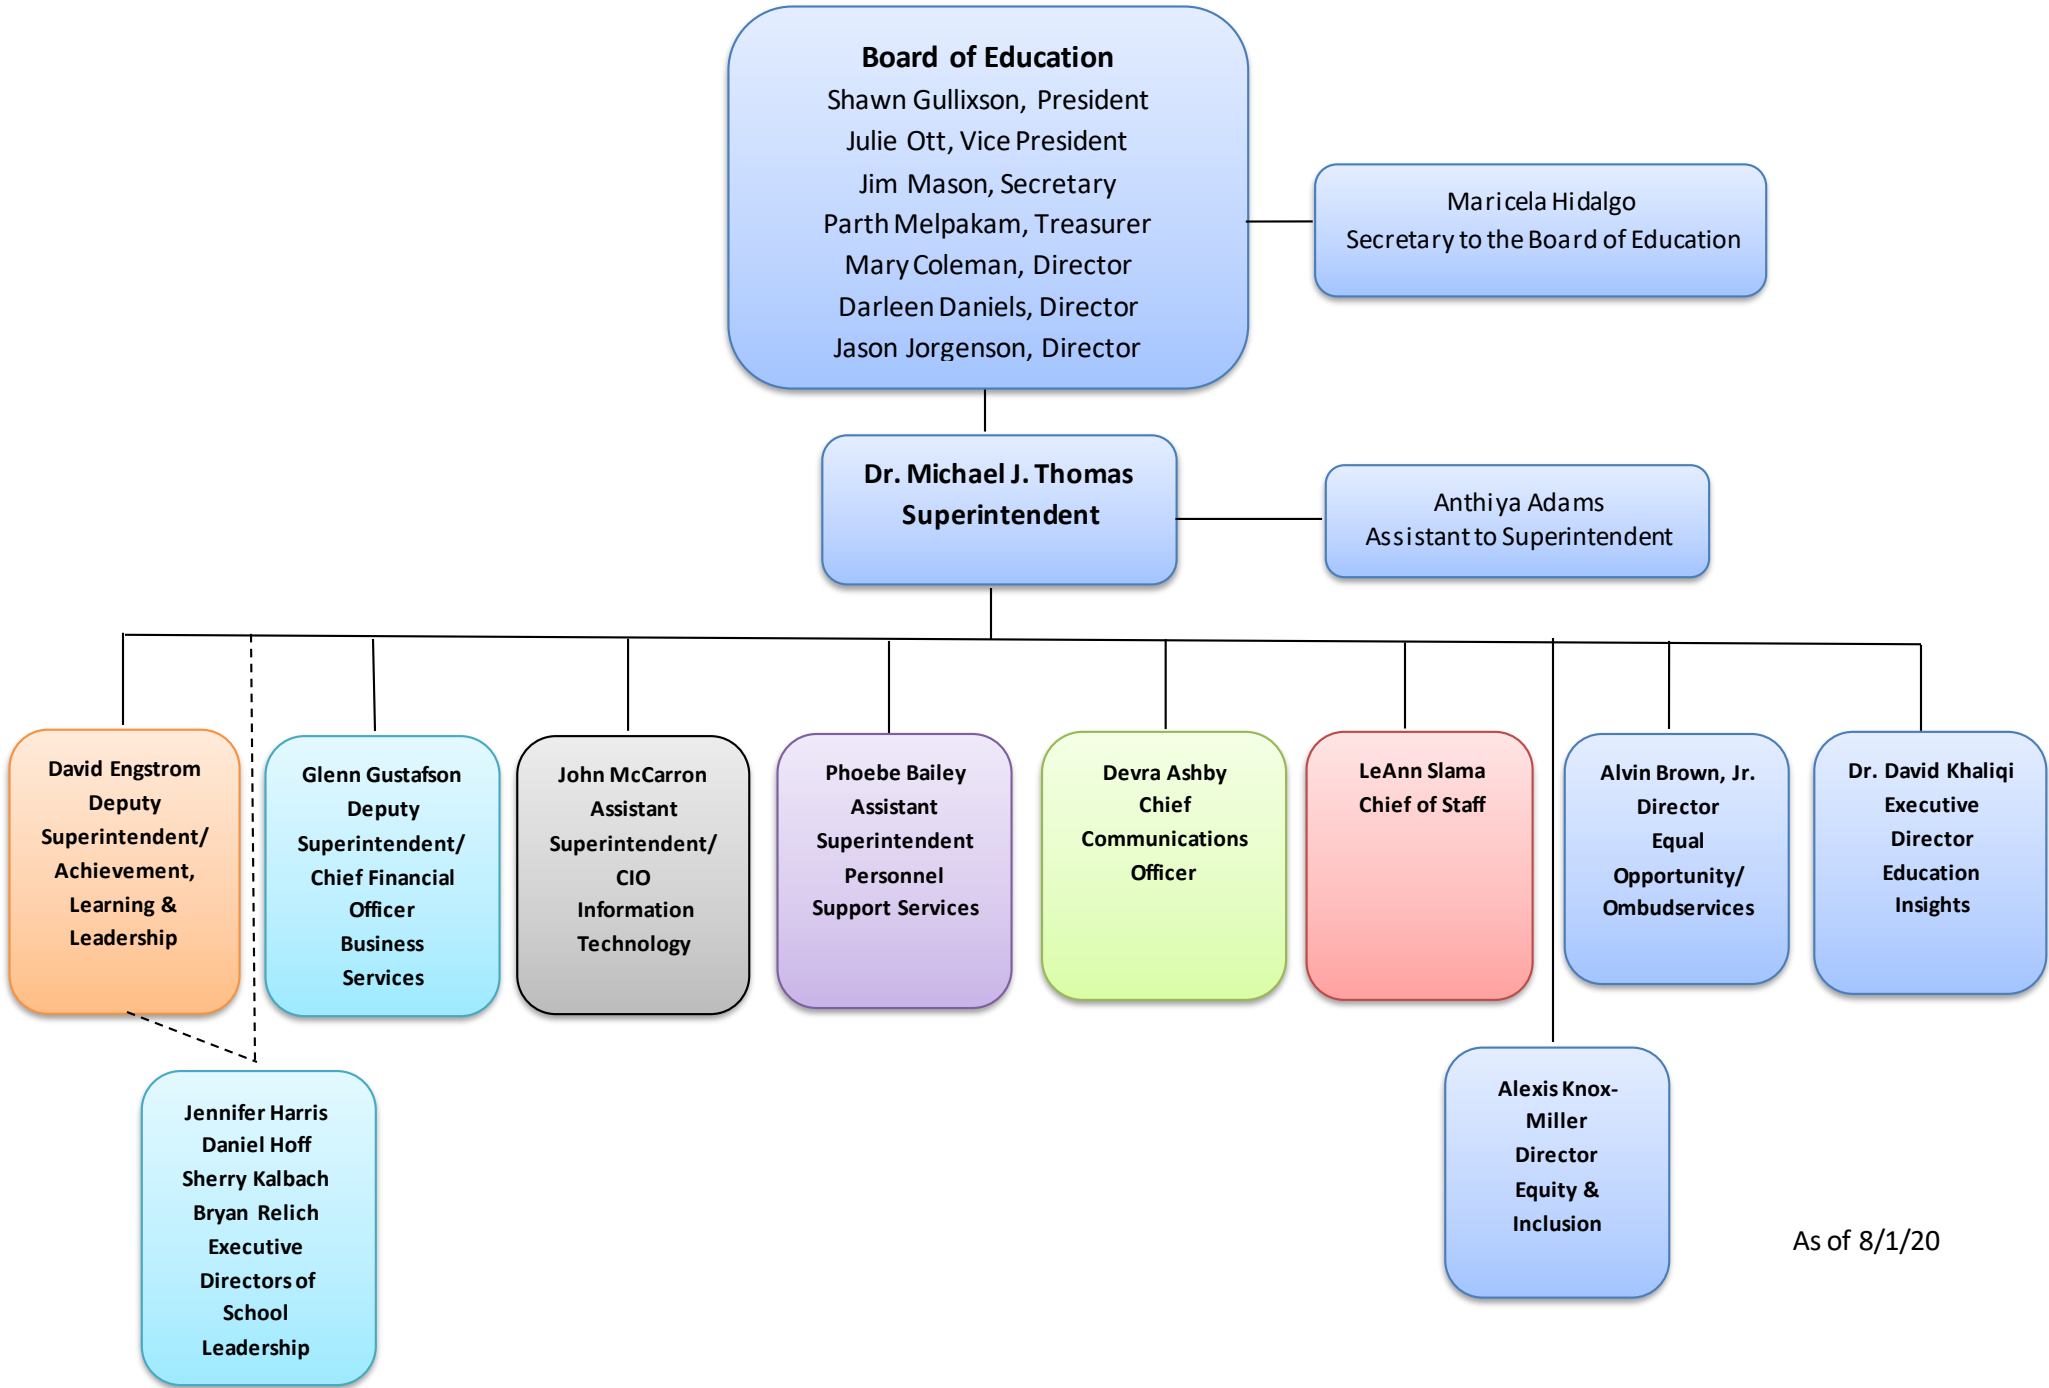 Board of Education
Shawn Gullixson, President
Julie Ott, Vice President
Jim Mason, Secretary
Parth Melpakam, Treasurer
Mary Coleman, Director
Darleen Daniels, Director
Jason Jorgenson, Director
Maricela Hidalgo
Secretary to the Board of Education
Dr. Michael J. Thomas
Superintendent
Anthiya Adams
Assistant to Superintendent
David Engstrom
Deputy
Superintendent/
Achievement,
Learning &
Leadership
Glenn Gustafson
Deputy
Superintendent/
Chief Financial
Officer
Business
Services
John McCarron
Assistant
Superintendent/
CIO
Information
Technology
Phoebe Bailey
Assistant
Superintendent
Personnel
Support Services
Devra Ashby
Chief
Communications
Officer
LeAnn Slama
Chief of Staff
Alvin Brown, Jr.
Director
Equal
Opportunity/
Ombudservices
Dr. David Khaliqi
Executive
Director
Education
Insights
Jennifer Harris
Daniel Hoff
Sherry Kalbach
Bryan Relich
Executive
Directors of
School
Leadership
Alexis Knox-
Miller
Director
Equity &
Inclusion
As of 8/1/20